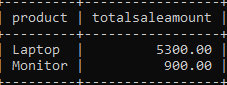 | product | totalsaleamount |
| Laptop | 5300.00 |
| Monitor | 900.00 |